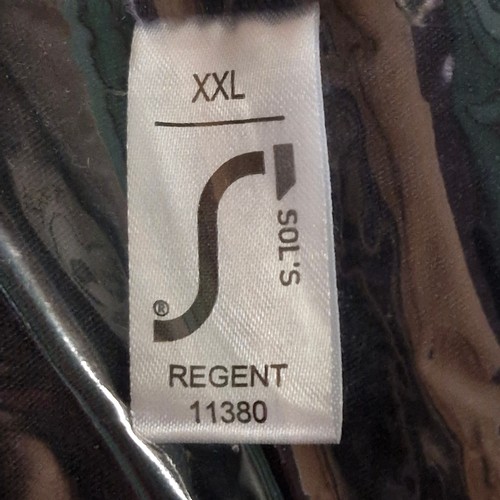 XXL
SOL'S
®
REGENT
11380